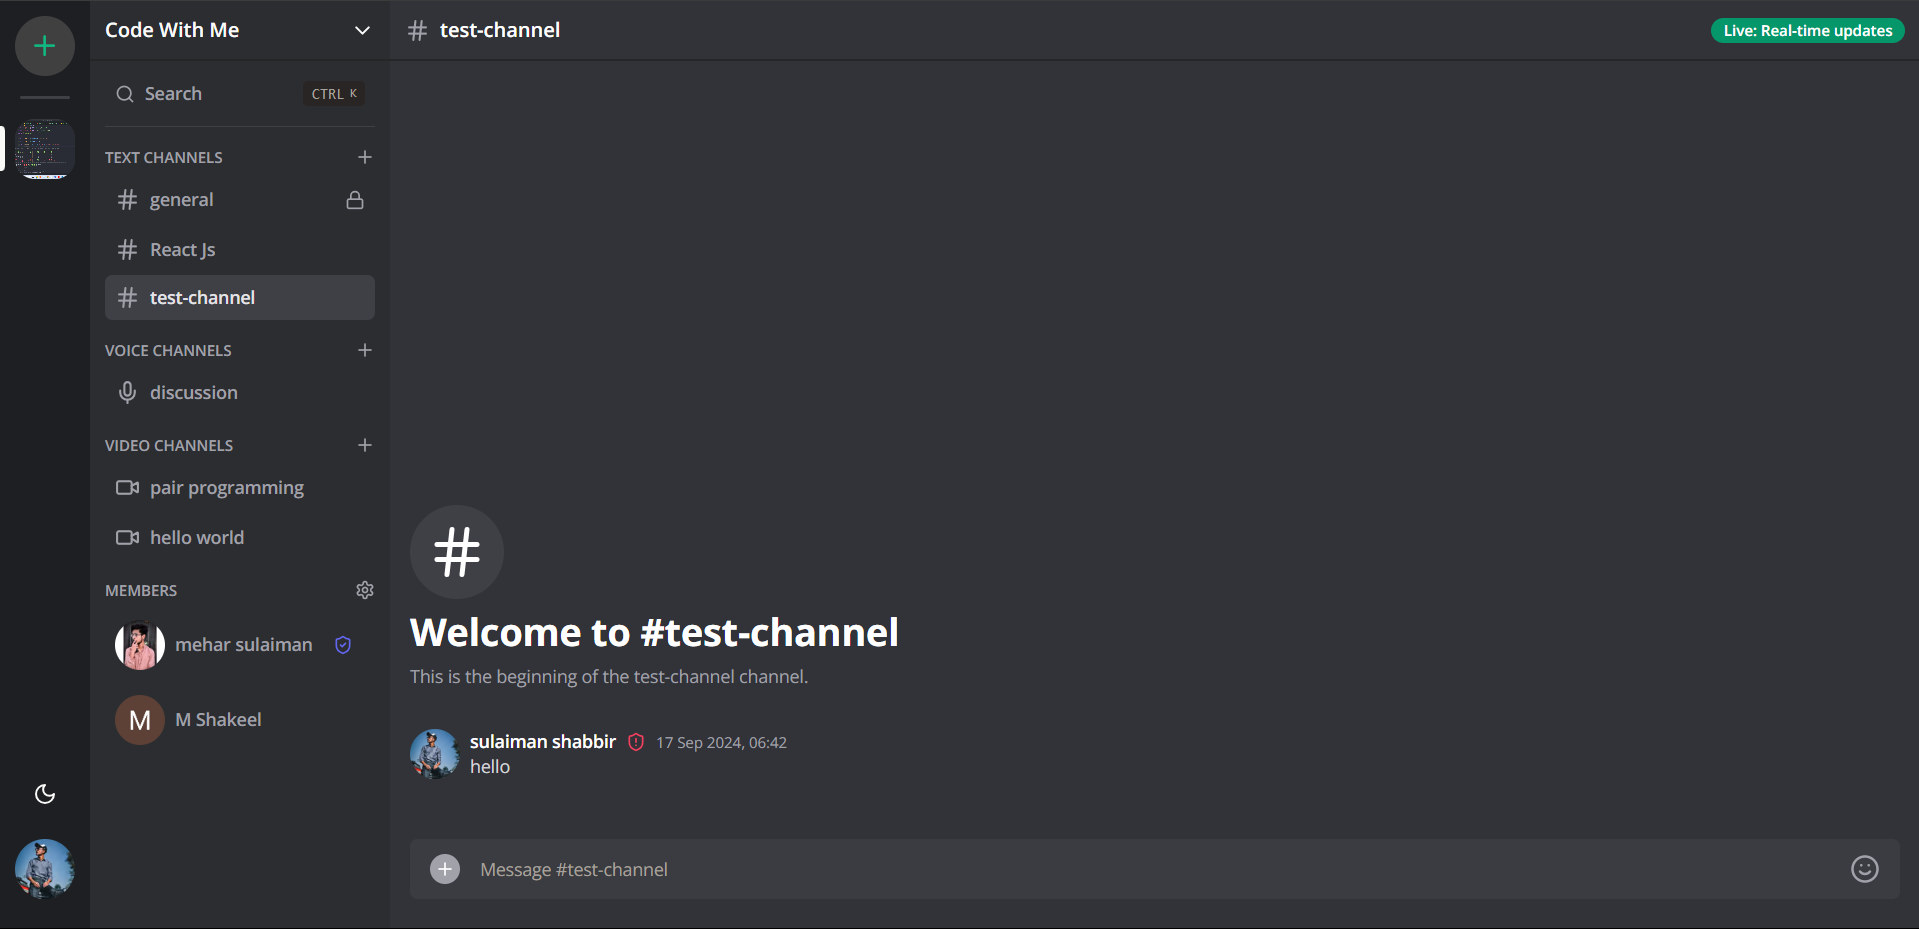 Code With Me
Search
CTRL K
TEXT CHANNELS
general
React Js
test-channel
VOICE CHANNELS
discussion
VIDEO CHANNELS
pair programming
hello world
MEMBERS
mehar sulaiman
M
M Shakeel
# test-channel
Live: Real-time updates
#
Welcome to #test-channel
This is the beginning of the test-channel channel.
sulaiman shabbir 17 Sep 2024, 06:42
hello
Message #test-channel